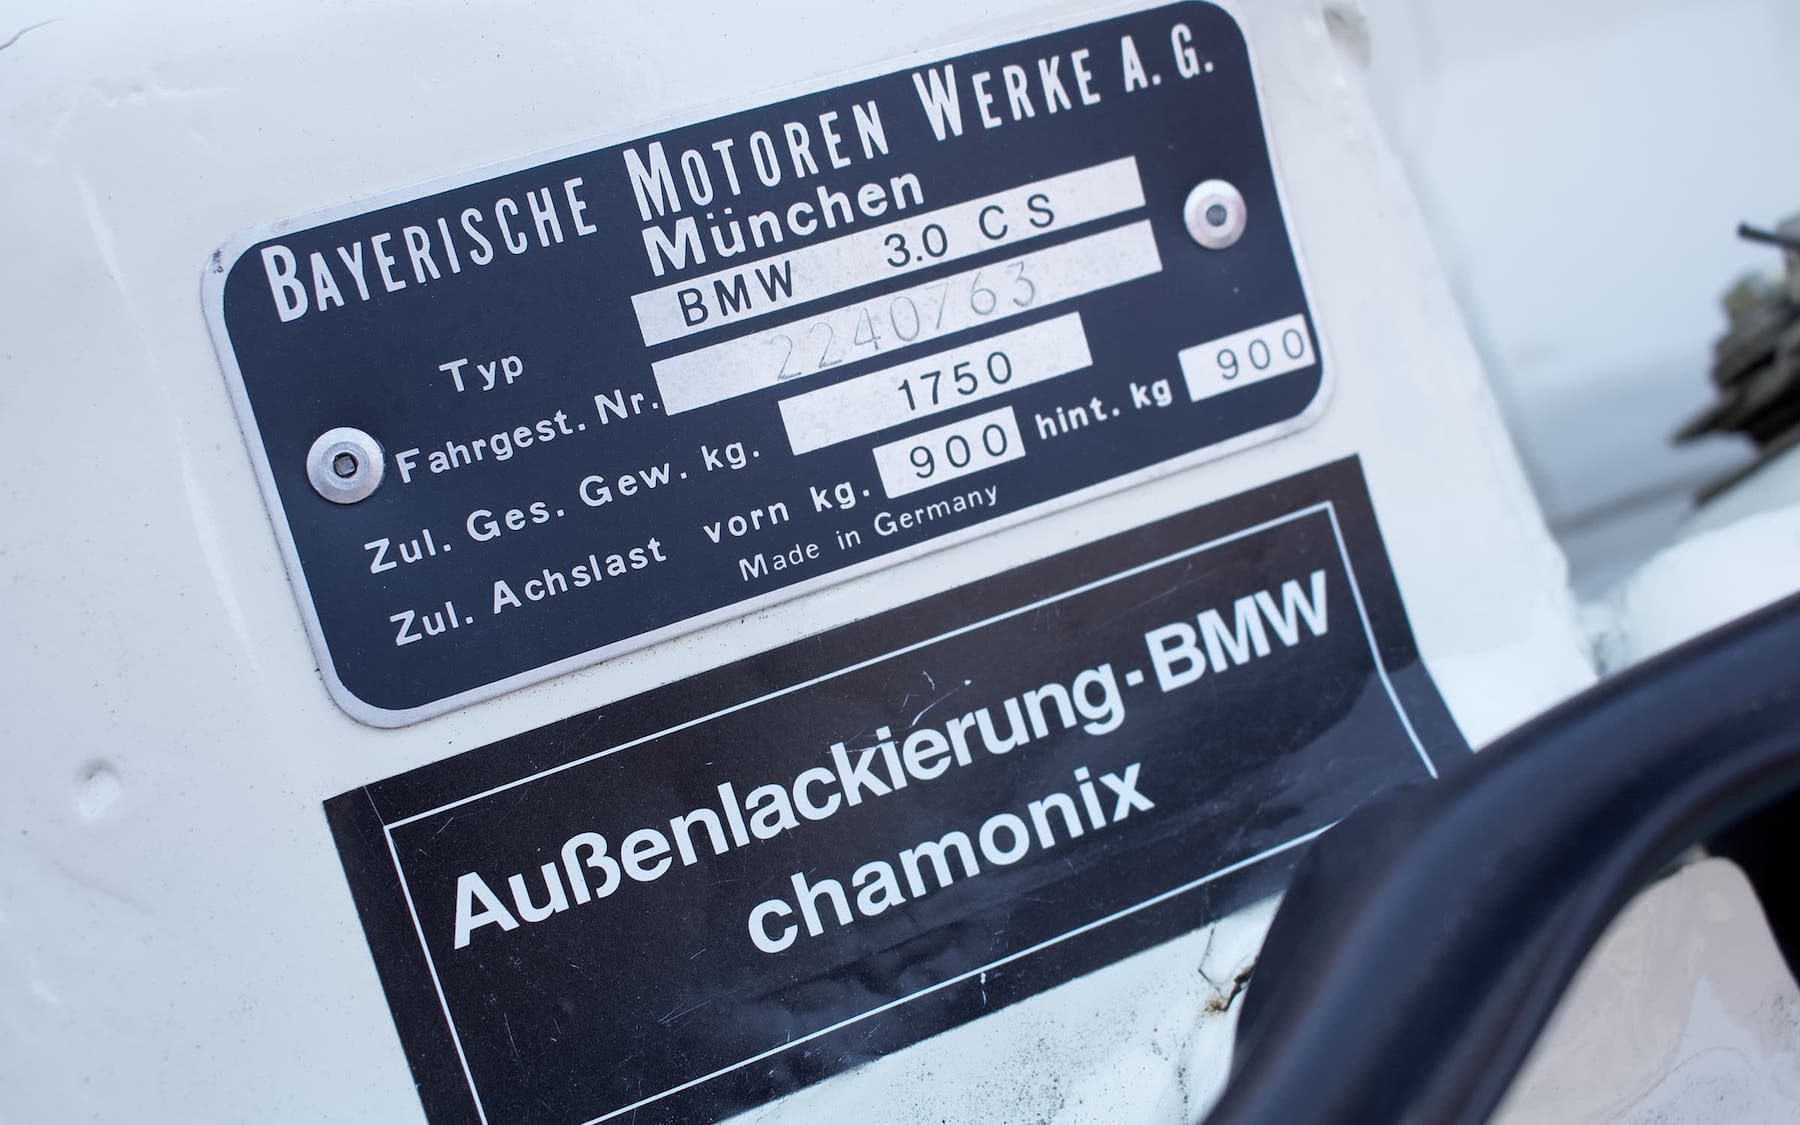 BAYERISCHE MOTOREN WERKE A.G.
München
Typ BMW 3.0 CS
Fahrgest. Nr. 2240763
Zul. Ges. Gew. kg. 1750
Zul. Achslast vorn kg. 900 hint. kg 900
Made in Germany
Außenlackierung-BMW
chamonix